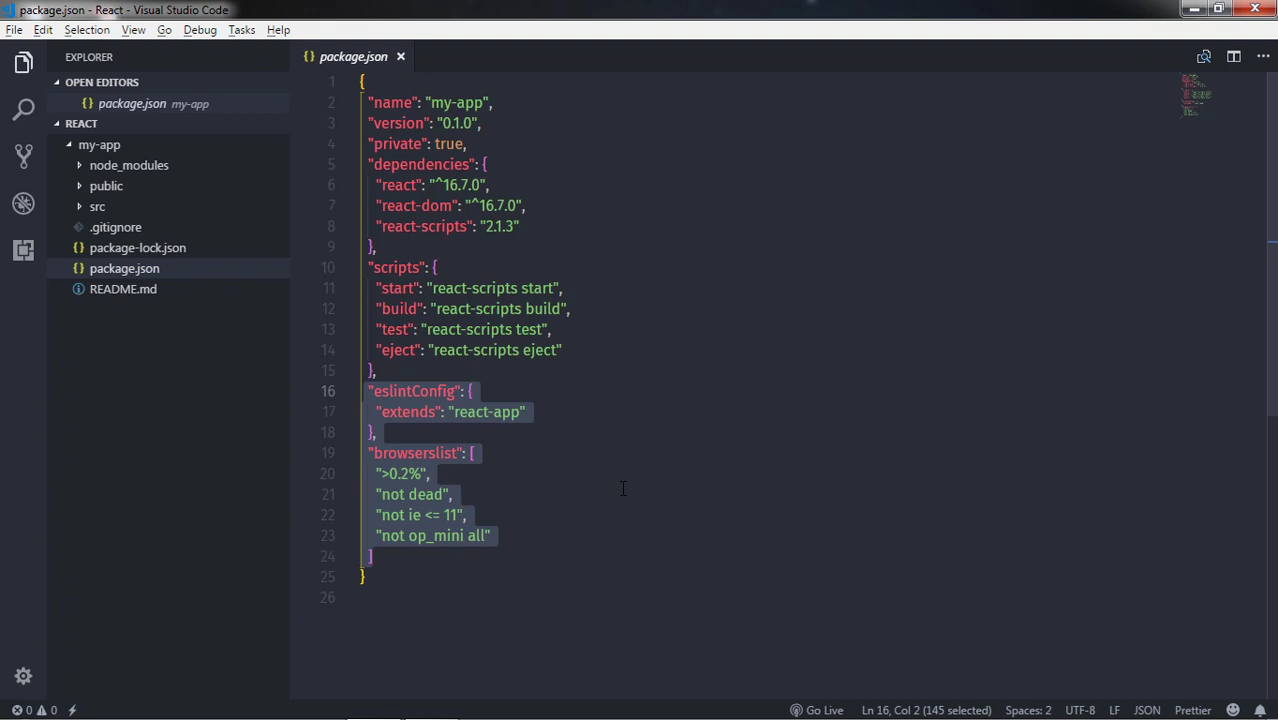 package.json - React - Visual Studio Code
File Edit Selection View Go Debug Tasks Help
EXPLORER
OPEN EDITORS
{} package.json my-app
REACT
my-app
node_modules
public
src
.gitignore
{} package-lock.json
{} package.json
README.md
{} package.json
1 {
2 "name": "my-app",
3 "version": "0.1.0",
4 "private": true,
5 "dependencies": {
6 "react": "^16.7.0",
7 "react-dom": "^16.7.0",
8 "react-scripts": "2.1.3"
9 },
10 "scripts": {
11 "start": "react-scripts start",
12 "build": "react-scripts build",
13 "test": "react-scripts test",
14 "eject": "react-scripts eject"
15 },
16 "eslintConfig": {
17 "extends": "react-app"
18 },
19 "browserslist": [
20 ">0.2%",
21 "not dead",
22 "not ie <= 11",
23 "not op_mini all"
24 ]
25 }
26
0 0 Go Live Ln 16, Col 2 (145 selected) Spaces: 2 UTF-8 LF JSON Prettier